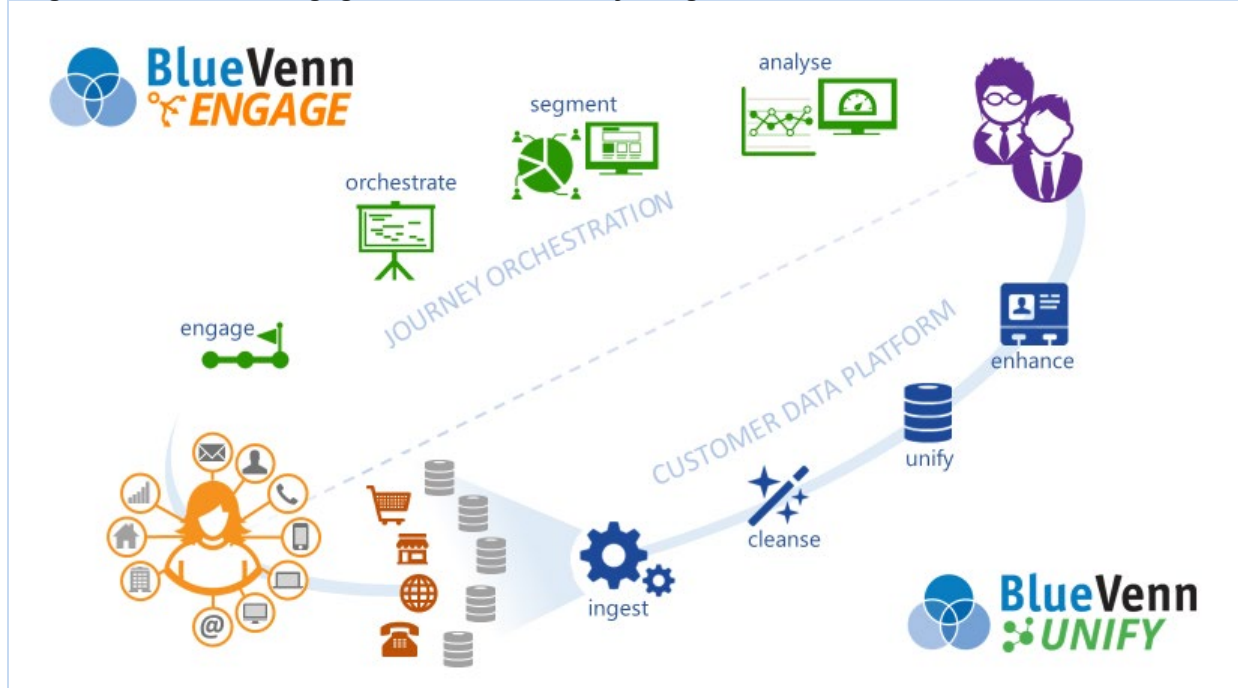 BlueVenn
ENGAGE
analyse
segment
orchestrate
JOURNEY ORCHESTRATION
engage
enhance
CUSTOMER DATA PLATFORM
unify
cleanse
@
ingest
BlueVenn
UNIFY